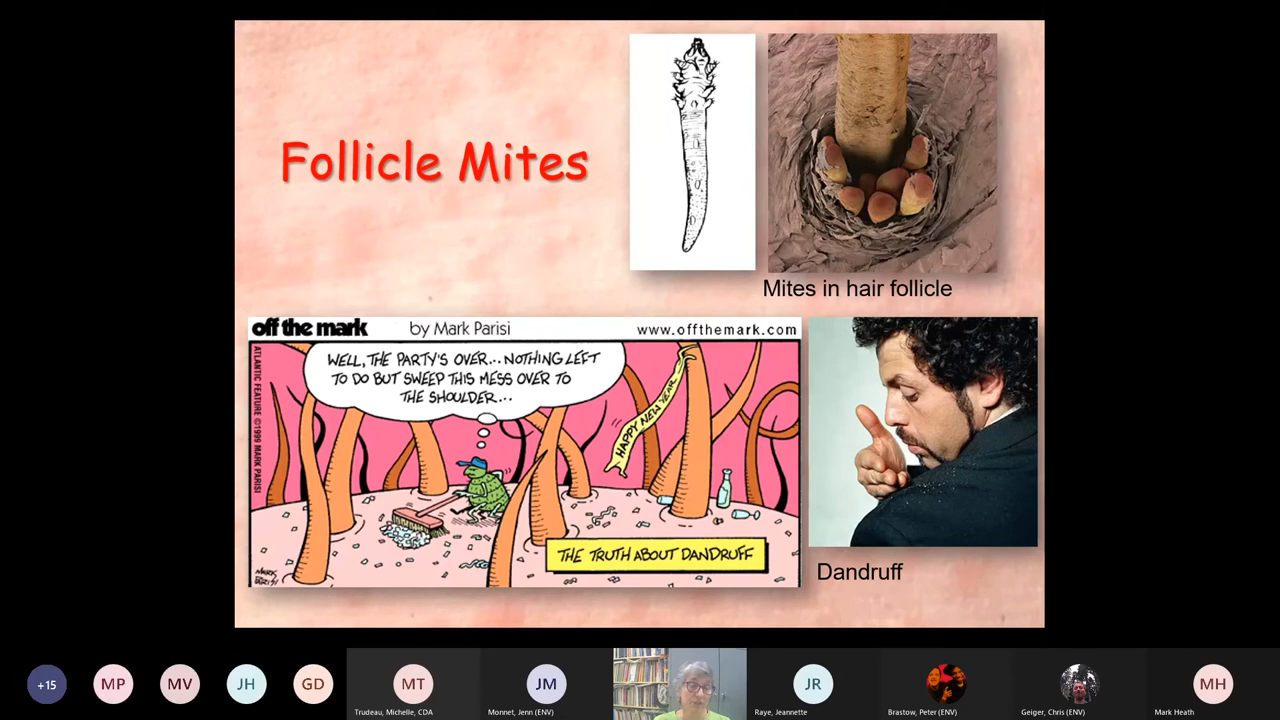 Follicle Mites
Mites in hair follicle
off the mark by Mark Parisi www.offthemark.com
ATLANTIC FEATURE ©1999 MARK PARISI
WELL, THE PARTY'S OVER... NOTHING LEFT
TO DO BUT SWEEP THIS MESS OVER TO
THE SHOULDER...
HAPPY NEW YEAR
THE TRUTH ABOUT DANDRUFF
MARK
PARISI
Dandruff
+15
MP
MV
JH
GD
MT
JM
JR
MH
Trudeau, Michelle, CDA
Monnet, Jenn (ENV)
Raye, Jeannette
Brastow, Peter (ENV)
Geiger, Chris (ENV)
Mark Heath